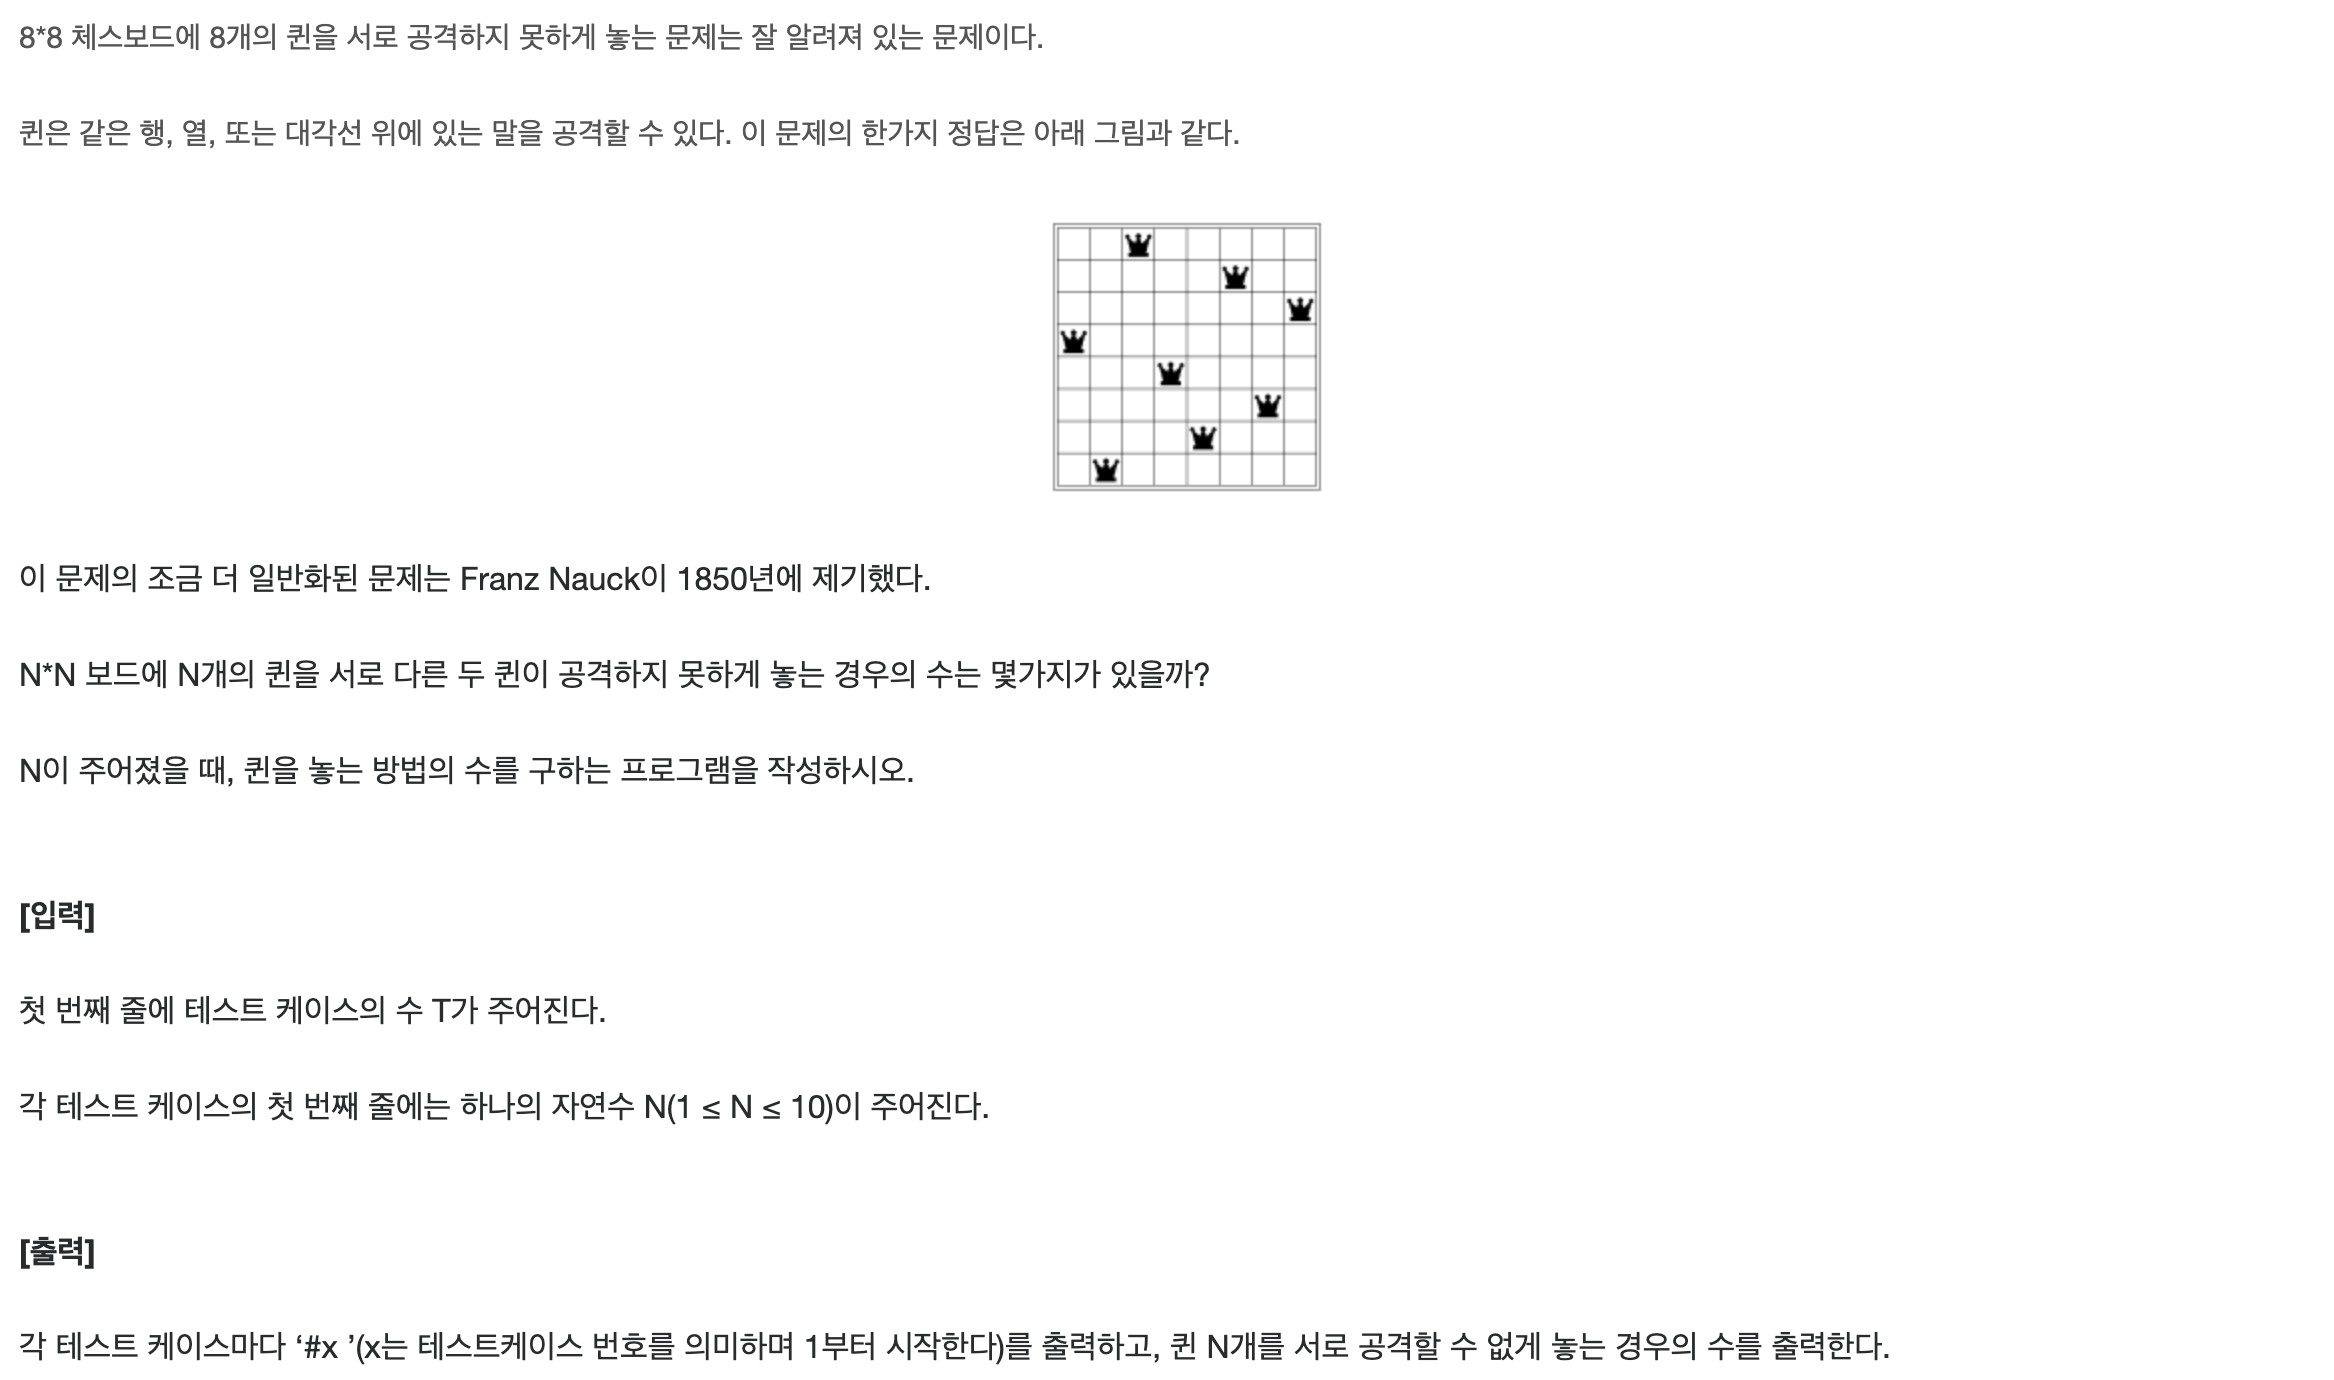 8*8 체스보드에 8개의 퀸을 서로 공격하지 못하게 놓는 문제는 잘 알려져 있는 문제이다.
퀸은 같은 행, 열, 또는 대각선 위에 있는 말을 공격할 수 있다. 이 문제의 한가지 정답은 아래 그림과 같다.
이 문제의 조금 더 일반화된 문제는 Franz Nauck이 1850년에 제기했다.
N*N 보드에 N개의 퀸을 서로 다른 두 퀸이 공격하지 못하게 놓는 경우의 수는 몇가지가 있을까?
N이 주어졌을 때, 퀸을 놓는 방법의 수를 구하는 프로그램을 작성하시오.
[입력]
첫 번째 줄에 테스트 케이스의 수 T가 주어진다.
각 테스트 케이스의 첫 번째 줄에는 하나의 자연수 N(1 ≤ N ≤ 10)이 주어진다.
[출력]
각 테스트 케이스마다 ‘#x ’(x는 테스트케이스 번호를 의미하며 1부터 시작한다)를 출력하고, 퀸 N개를 서로 공격할 수 없게 놓는 경우의 수를 출력한다.